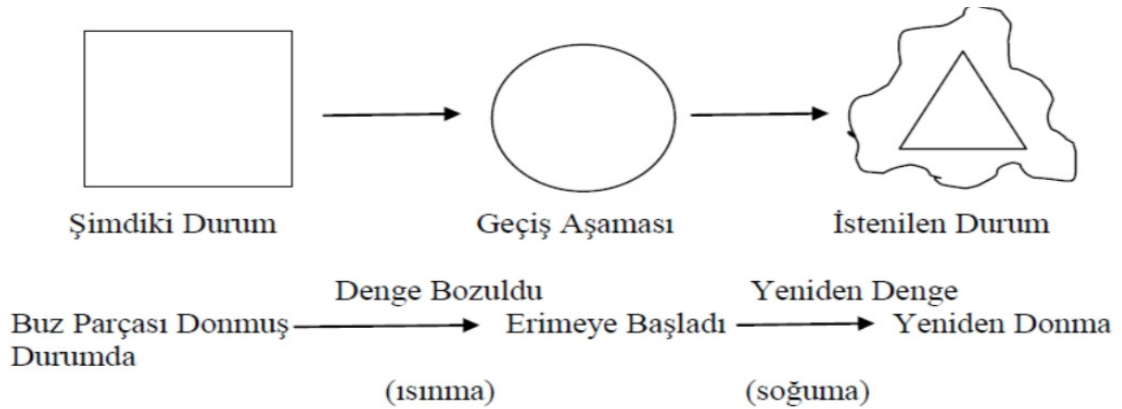 Şimdiki Durum Geçiş Aşaması İstenilen Durum
Denge Bozuldu Yeniden Denge
Buz Parçası Donmuş Erimeye Başladı Yeniden Donma
Durumda
(ısınma) (soğuma)